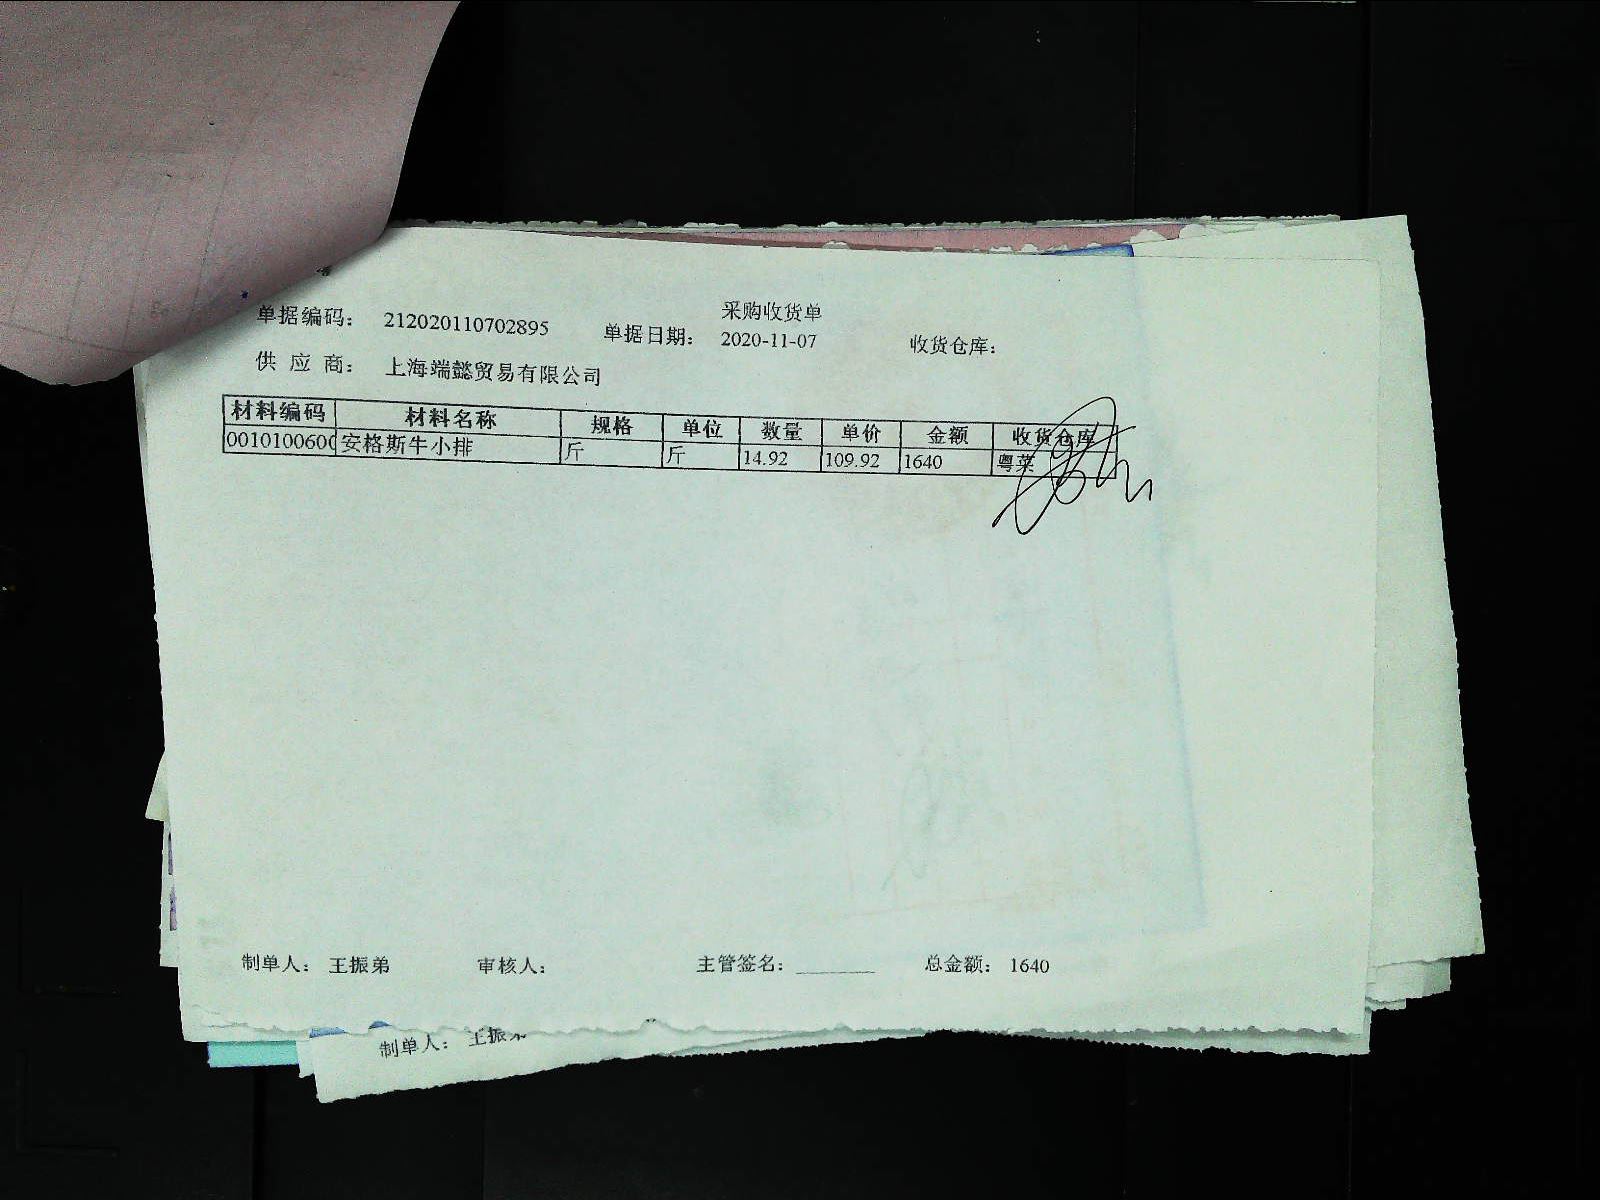 采购收货单
单据编码： 212020110702895 单据日期： 2020-11-07 收货仓库：
供 应 商： 上海端懿贸易有限公司
材料编码 材料名称 规格 单位 数量 单价 金额 收货仓库
0010100600 安格斯牛小排 斤 斤 14.92 109.92 1640 粤菜
制单人： 王振弟 审核人： 主管签名：________ 总金额： 1640
制单人： 王振